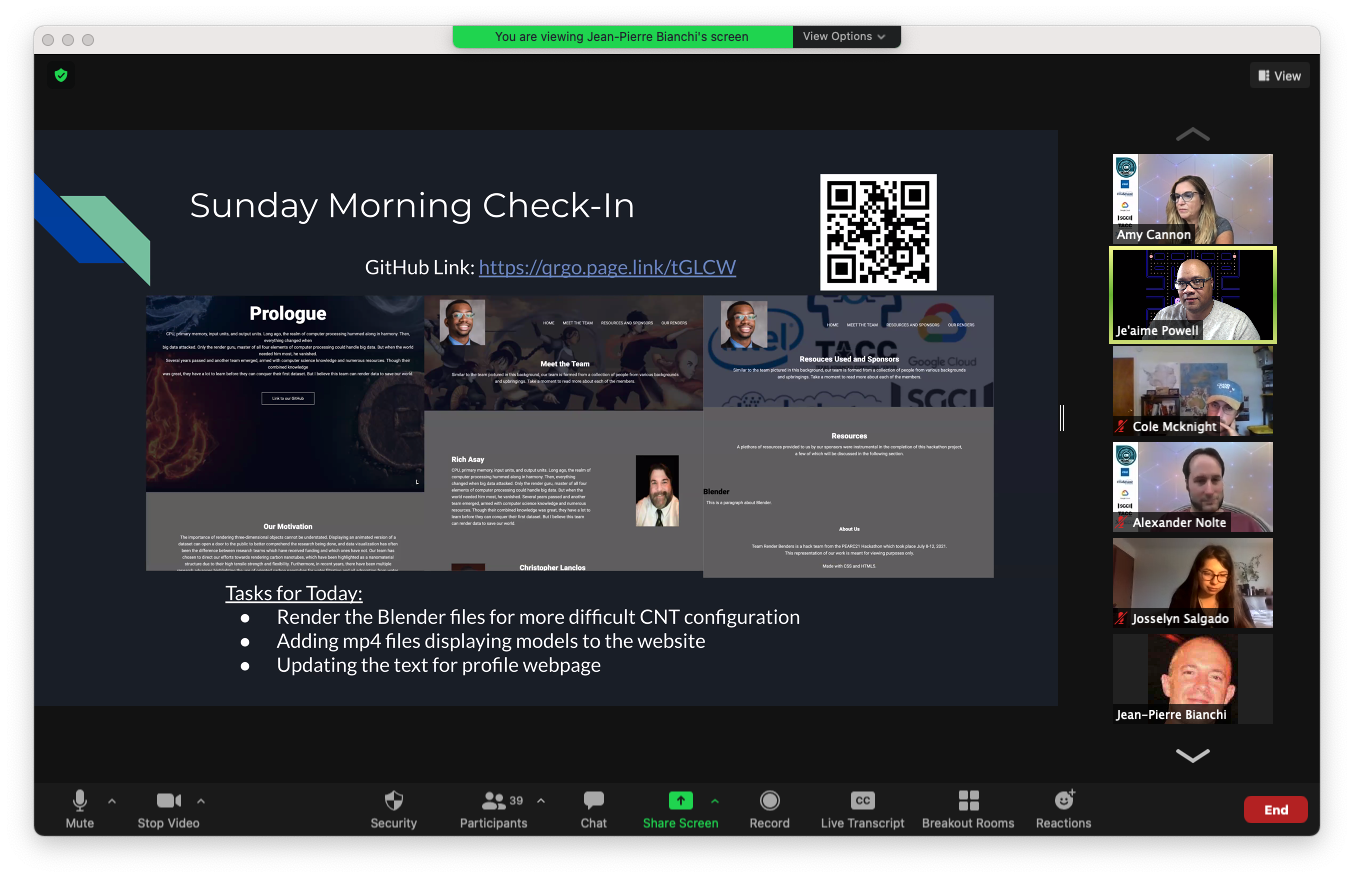 You are viewing Jean-Pierre Bianchi's screen
View Options
View
Sunday Morning Check-In
GitHub Link: https://qrgo.page.link/tGLCW
Prologue
CPU, primary memory, input units, and output units. Long ago, the realm of computer processing hummed along in harmony. Then,
everything changed when
big data attacked. Only the render guru, master of all four elements of computer processing could handle big data. But when the world
needed him most, he vanished.
Several years passed and another team emerged, armed with computer science knowledge and numerous resources. Though their
combined knowledge
was great, they have a lot to learn before they can conquer their first dataset. But I believe this team can render data to save our world.
Link to our GitHub
L
Our Motivation
The importance of rendering three-dimensional objects cannot be understated. Displaying an animated version of a
dataset can open a door to the public to better comprehend the research being done, and data visualization has often
been the difference between research teams which have received funding and which ones have not. Our team has
chosen to direct our efforts towards rendering carbon nanotubes, which have been highlighted as a nanomaterial
structure due to their high tensile strength and flexibility. Furthermore, in recent years, there have been multiple
HOME MEET THE TEAM RESOURCES AND SPONSORS OUR RENDERS
Meet the Team
Similar to the team pictured in this background, our team is formed from a collection of people from various backgrounds
and upbringings. Take a moment to read more about each of the members.
Rich Asay
CPU, primary memory, input units, and output units. Long ago, the realm of
computer processing hummed along in harmony. Then, everything
changed when big data attacked. Only the render guru, master of all four
elements of computer processing could handle big data. But when the
world needed him most, he vanished. Several years passed and another
team emerged, armed with computer science knowledge and numerous
resources. Though their combined knowledge was great, they have a lot to
learn before they can conquer their first dataset. But I believe this team
can render data to save our world.
Christopher Lanclos
HOME MEET THE TEAM RESOURCES AND SPONSORS OUR RENDERS
intel
TACC
Google Cloud
SGCI
Resouces Used and Sponsors
Similar to the team pictured in this background, our team is formed from a collection of people from various backgrounds
and upbringings. Take a moment to read more about each of the members.
Resources
A plethora of resources provided to us by our sponsors were instrumental in the completion of this hackathon project,
a few of which will be discussed in the following section.
Blender
This is a paragraph about Blender.
About Us
Team Render Benders is a hack team from the PEARC21 Hackathon which took place July 8-12, 2021.
This representation of our work is meant for viewing purposes only.
Made with CSS and HTML5.
Tasks for Today:
● Render the Blender files for more difficult CNT configuration
● Adding mp4 files displaying models to the website
● Updating the text for profile webpage
SGCI
Amy Cannon
Je'aime Powell
Cole Mcknight
SGCI
TACC
Alexander Nolte
Josselyn Salgado
Jean-Pierre Bianchi
Mute
Stop Video
Security
39
Participants
Chat
Share Screen
Record
CC
Live Transcript
Breakout Rooms
Reactions
End